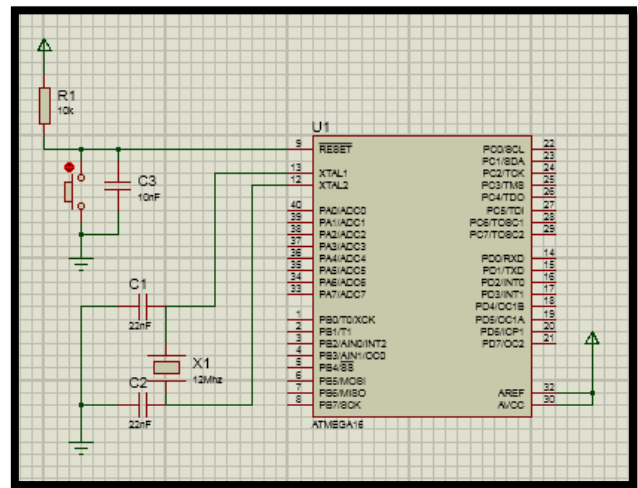 R1
10k
C3
10nF
C1
22nF
X1
12Mhz
C2
22nF
U1
9 RESET
13 XTAL1
12 XTAL2
40 PA0/ADC0
39 PA1/ADC1
38 PA2/ADC2
37 PA3/ADC3
36 PA4/ADC4
35 PA5/ADC5
34 PA6/ADC6
33 PA7/ADC7
1 PB0/T0/XCK
2 PB1/T1
3 PB2/AIN0/INT2
4 PB3/AIN1/OC0
5 PB4/SS
6 PB5/MOSI
7 PB6/MISO
8 PB7/SCK
PC0/SCL 22
PC1/SDA 23
PC2/TCK 24
PC3/TMS 25
PC4/TDO 26
PC5/TDI 27
PC6/TOSC1 28
PC7/TOSC2 29
PD0/RXD 14
PD1/TXD 15
PD2/INT0 16
PD3/INT1 17
PD4/OC1B 18
PD5/OC1A 19
PD6/ICP1 20
PD7/OC2 21
AREF 32
AVCC 30
ATMEGA16